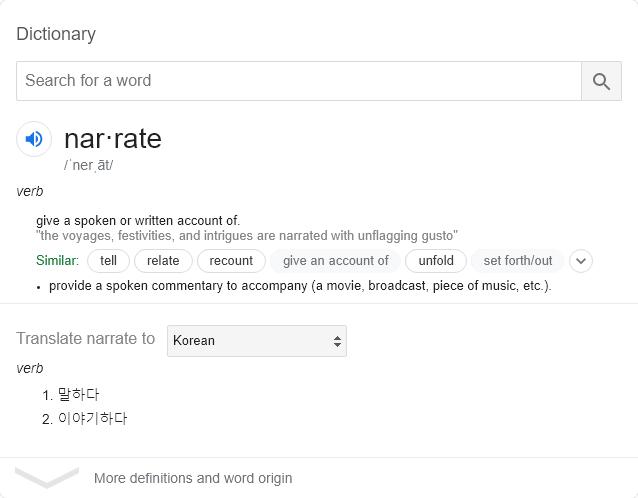 Dictionary
Search for a word
nar·rate
/ˈnerˌāt/
verb
give a spoken or written account of.
"the voyages, festivities, and intrigues are narrated with unflagging gusto"
Similar: tell relate recount give an account of unfold set forth/out
• provide a spoken commentary to accompany (a movie, broadcast, piece of music, etc.).
Translate narrate to Korean
verb
1. 말하다
2. 이야기하다
More definitions and word origin